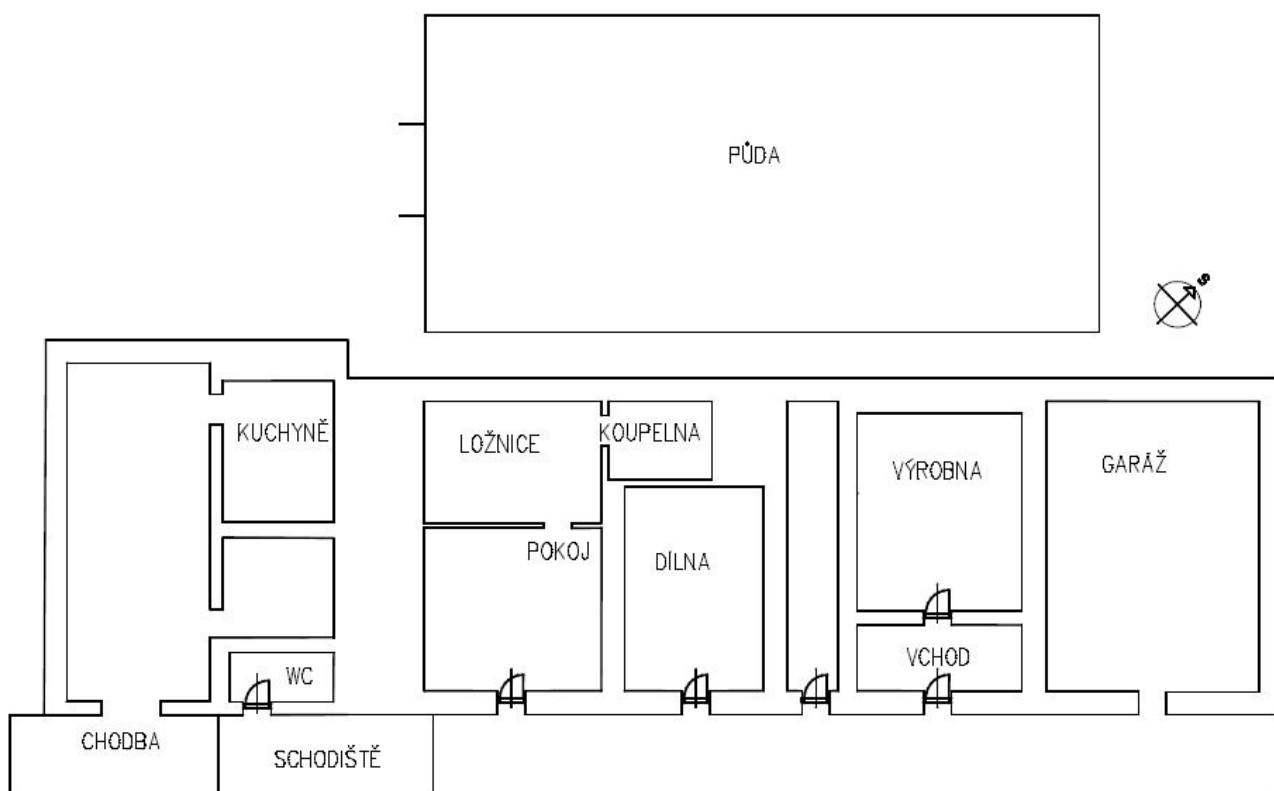 PŮDA
S
KUCHYNĚ
LOŽNICE
KOUPELNA
VÝROBNA
GARÁŽ
POKOJ
DÍLNA
WC
VCHOD
CHODBA
SCHODIŠTĚ